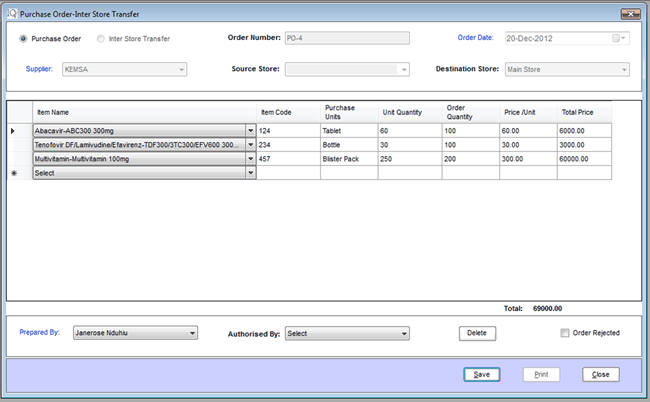 Purchase Order-Inter Store Transfer
Purchase Order Inter Store Transfer Order Number: PO-4 Order Date: 20-Dec-2012
Supplier: KEMSA Source Store: Destination Store: Main Store
Item Name Item Code Purchase Units Unit Quantity Order Quantity Price /Unit Total Price
Abacavir-ABC300 300mg 124 Tablet 60 100 60.00 6000.00
Tenofovir DF/Lamivudine/Efavirenz-TDF300/3TC300/EFV600 300... 234 Bottle 30 100 30.00 3000.00
Multivitamin-Multivitamin 100mg 457 Blister Pack 250 200 300.00 60000.00
Select
Total: 69000.00
Prepared By: Janerose Nduhiu Authorised By: Select Delete Order Rejected
Save Print Close